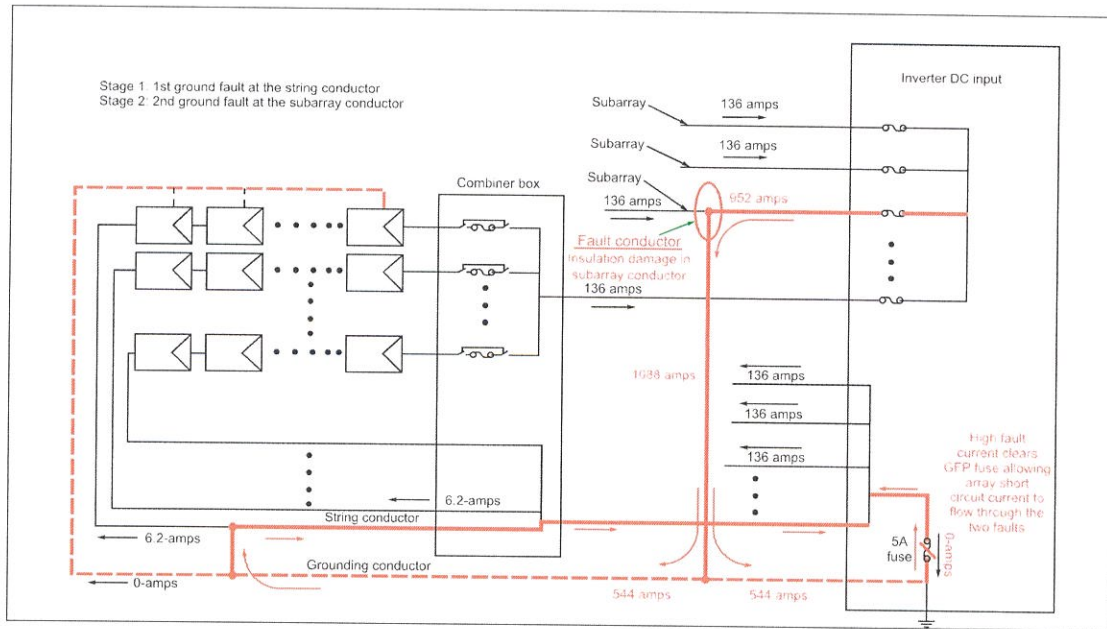 Stage 1: 1st ground fault at the string conductor
Stage 2: 2nd ground fault at the subarray conductor
Inverter DC input
Subarray
136 amps
Subarray
136 amps
Combiner box
Subarray
136 amps
952 amps
Fault conductor
Insulation damage in
subarray conductor
136 amps
1088 amps
136 amps
136 amps
136 amps
High fault
current clears
GFP fuse allowing
array short
circuit current to
flow through the
two faults
6.2-amps
String conductor
6.2-amps
5A
fuse
0-amps
Grounding conductor
0-amps
544 amps
544 amps